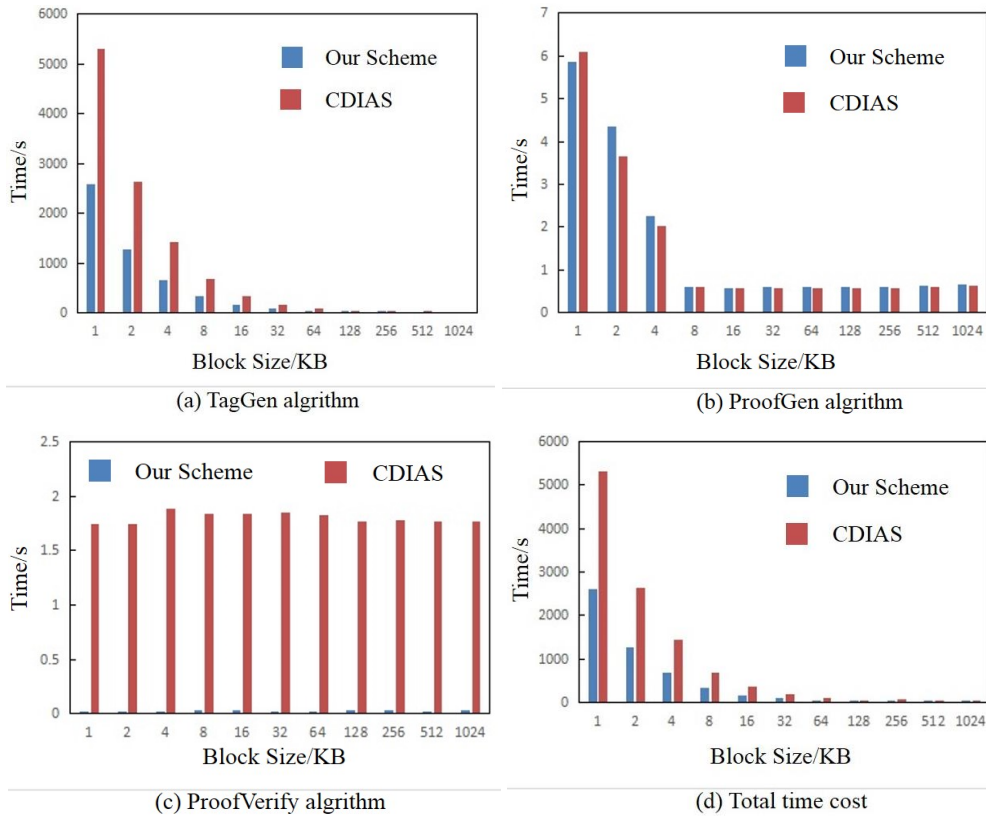 6000
5000
4000
3000
2000
1000
0
Time/s
Our Scheme
CDIAS
1 2 4 8 16 32 64 128 256 512 1024
Block Size/KB
(a) TagGen algrithm
7
6
5
4
3
2
1
0
Time/s
Our Scheme
CDIAS
1 2 4 8 16 32 64 128 256 512 1024
Block Size/KB
(b) ProofGen algrithm
2.5
2
1.5
1
0.5
0
Time/s
Our Scheme
CDIAS
1 2 4 8 16 32 64 128 256 512 1024
Block Size/KB
(c) ProofVerify algrithm
6000
5000
4000
3000
2000
1000
0
Time/s
Our Scheme
CDIAS
1 2 4 8 16 32 64 128 256 512 1024
Block Size/KB
(d) Total time cost